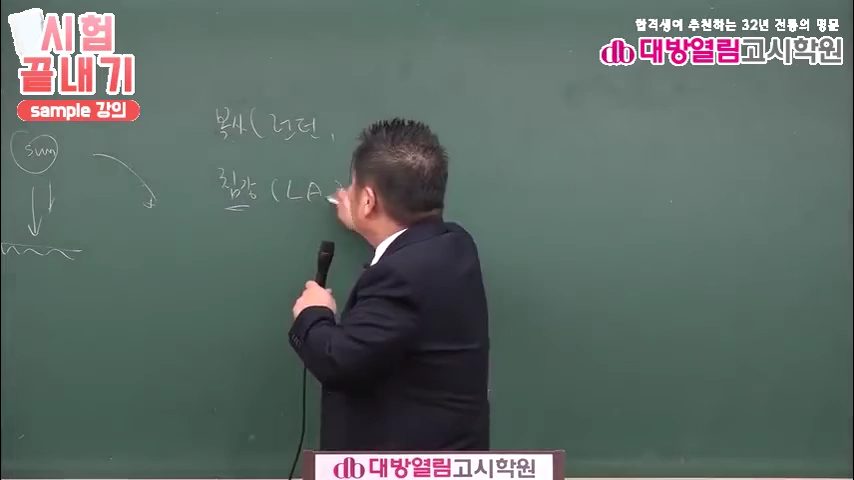 시험
끝내기
sample 강의
합격생이 추천하는 32년 전통의 명문
db 대방열림고시학원
sun
복사 ( 런던,
침강 (LA
db 대방열림고시학원